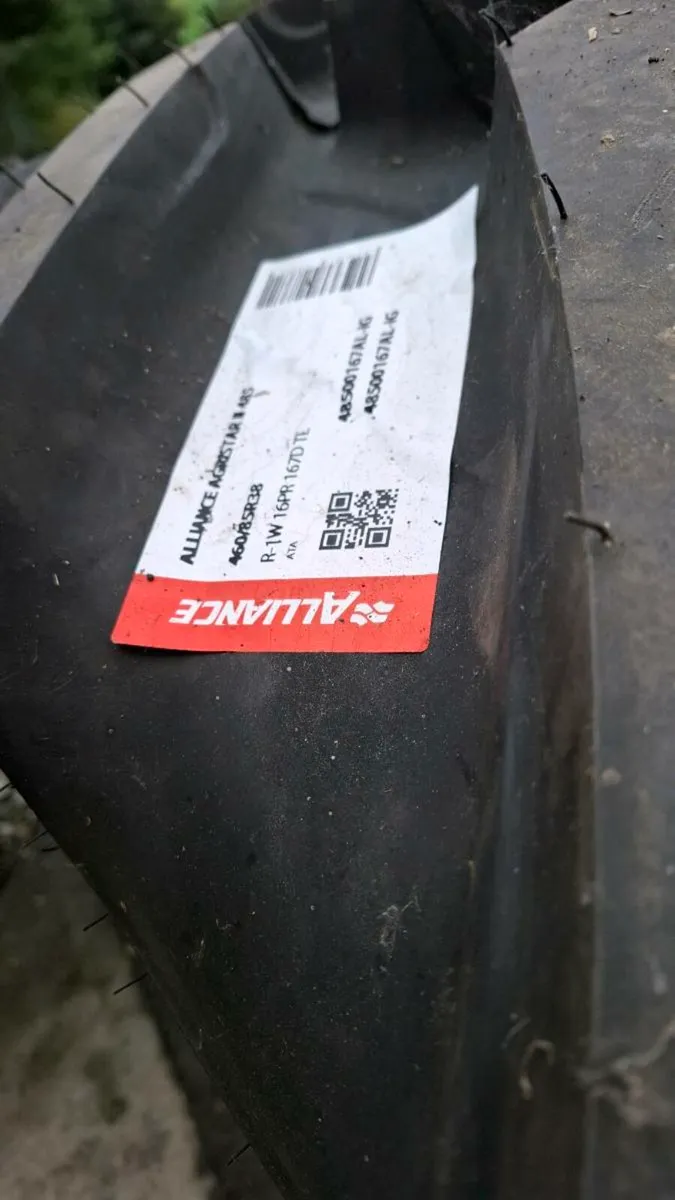 ALLIANCE
ALLIANCE AGRISTAR II 485
460/85R38
R-1W 16PR 167D TL
ATA
48500167AL-IG
48500167AL-IG